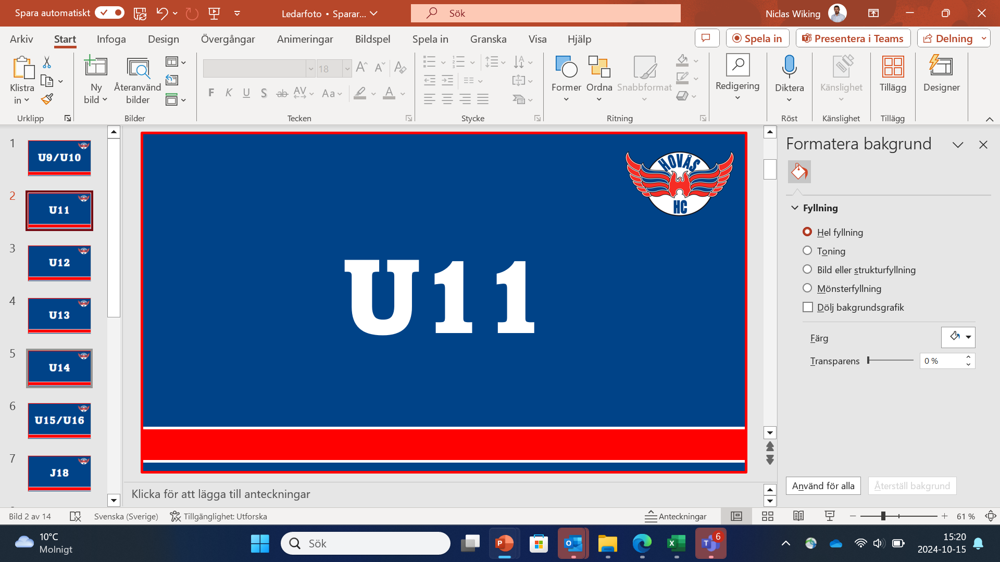 Spara automatiskt
Ledarfoto • Sparar...
Sök
Niclas Wiking
Arkiv
Start
Infoga
Design
Övergångar
Animeringar
Bildspel
Spela in
Granska
Visa
Hjälp
Spela in
Presentera i Teams
Delning
Klistra
in
Ny
bild
Återanvänd
bilder
18
F K U S ab AV Aa A
Former
Ordna
Snabbformat
Redigering
Diktera
Känslighet
Tillägg
Designer
Urklipp
Bilder
Tecken
Stycke
Ritning
Röst
Känslighet
Tillägg
1
U9/U10
2
U11
3
U12
4
U13
5
U14
6
U15/U16
7
J18
HOVÅS
HC
U11
Klicka för att lägga till anteckningar
Formatera bakgrund
Fyllning
Hel fyllning
Toning
Bild eller strukturfyllning
Mönsterfyllning
Dölj bakgrundsgrafik
Färg
Transparens
0 %
Använd för alla
Återställ bakgrund
Bild 2 av 14
Svenska (Sverige)
Tillgänglighet: Utforska
Anteckningar
61 %
10°C
Molnigt
Sök
6
15:20
2024-10-15